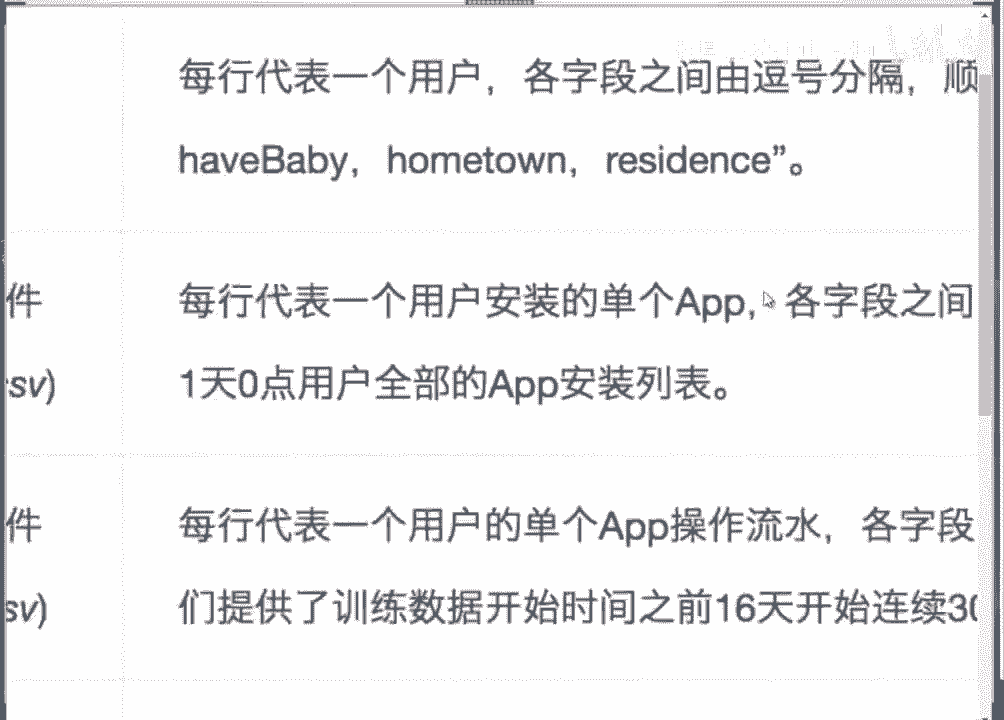 每行代表一个用户，各字段之间由逗号分隔，顺
haveBaby，hometown，residence”。
件
每行代表一个用户安装的单个App，各字段之间
sv)
1天0点用户全部的App安装列表。
件
每行代表一个用户的单个App操作流水，各字段
sv)
们提供了训练数据开始时间之前16天开始连续30